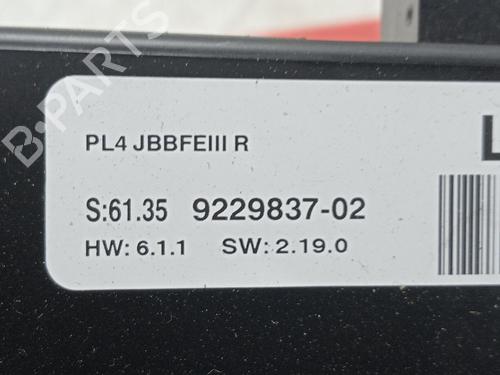 B-PARTS
PL4 JBBFEIII R
L
S:61.35 9229837-02
HW: 6.1.1 SW: 2.19.0